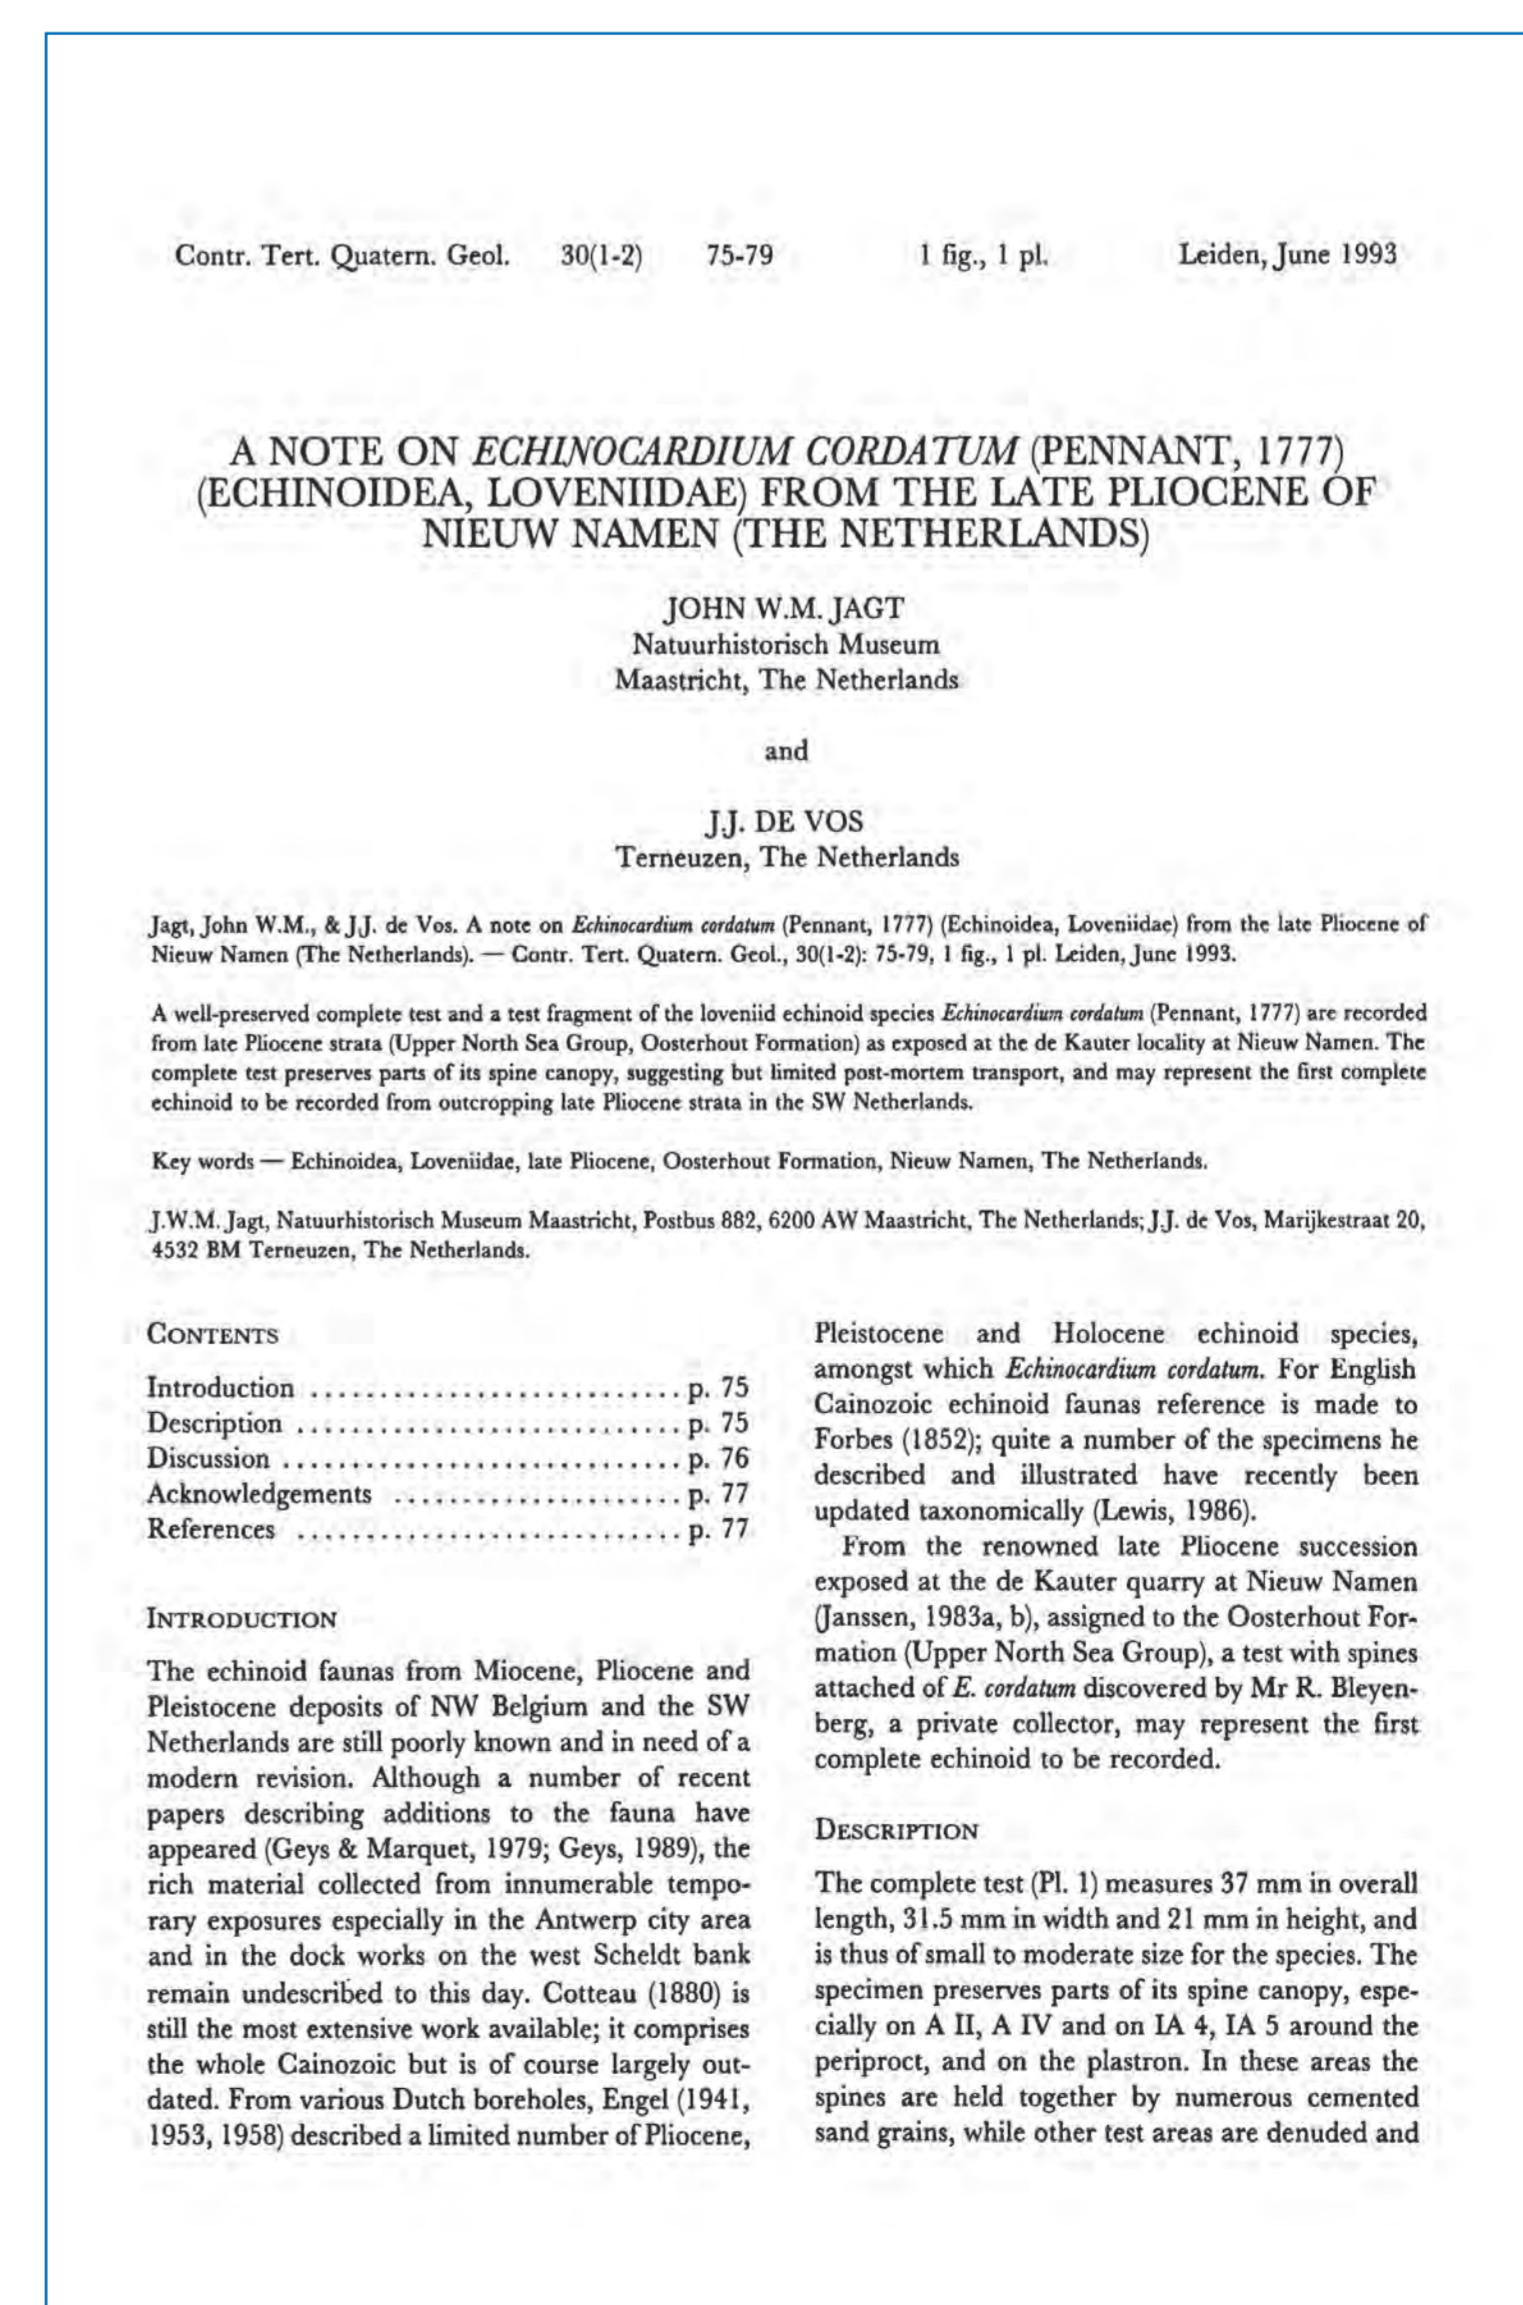 Contr. Tert. Quatern. Geol. 30(1-2) 75-79 1 fig., 1 pl. Leiden, June 1993
A NOTE ON ECHINOCARDIUM CORDATUM (PENNANT, 1777)
(ECHINOIDEA, LOVENIIDAE) FROM THE LATE PLIOCENE OF
NIEUW NAMEN (THE NETHERLANDS)
JOHN W.M. JAGT
Natuurhistorisch Museum
Maastricht, The Netherlands
and
J.J. DE VOS
Terneuzen, The Netherlands
Jagt, John W.M., & J.J. de Vos. A note on Echinocardium cordatum (Pennant, 1777) (Echinoidea, Loveniidae) from the late Pliocene of
Nieuw Namen (The Netherlands). — Contr. Tert. Quatern. Geol., 30(1-2): 75-79, 1 fig., 1 pl. Leiden, June 1993.
A well-preserved complete test and a test fragment of the loveniid echinoid species Echinocardium cordatum (Pennant, 1777) are recorded
from late Pliocene strata (Upper North Sea Group, Oosterhout Formation) as exposed at the de Kauter locality at Nieuw Namen. The
complete test preserves parts of its spine canopy, suggesting but limited post-mortem transport, and may represent the first complete
echinoid to be recorded from outcropping late Pliocene strata in the SW Netherlands.
Key words — Echinoidea, Loveniidae, late Pliocene, Oosterhout Formation, Nieuw Namen, The Netherlands.
J.W.M. Jagt, Natuurhistorisch Museum Maastricht, Postbus 882, 6200 AW Maastricht, The Netherlands; J.J. de Vos, Marijkestraat 20,
4532 BM Terneuzen, The Netherlands.
CONTENTS
Introduction ........................... p. 75
Description ............................ p. 75
Discussion ............................. p. 76
Acknowledgements ..................... p. 77
References ............................ p. 77
INTRODUCTION
The echinoid faunas from Miocene, Pliocene and
Pleistocene deposits of NW Belgium and the SW
Netherlands are still poorly known and in need of a
modern revision. Although a number of recent
papers describing additions to the fauna have
appeared (Geys & Marquet, 1979; Geys, 1989), the
rich material collected from innumerable tempo-
rary exposures especially in the Antwerp city area
and in the dock works on the west Scheldt bank
remain undescribed to this day. Cotteau (1880) is
still the most extensive work available; it comprises
the whole Cainozoic but is of course largely out-
dated. From various Dutch boreholes, Engel (1941,
1953, 1958) described a limited number of Pliocene,
Pleistocene and Holocene echinoid species,
amongst which Echinocardium cordatum. For English
Cainozoic echinoid faunas reference is made to
Forbes (1852); quite a number of the specimens he
described and illustrated have recently been
updated taxonomically (Lewis, 1986).
From the renowned late Pliocene succession
exposed at the de Kauter quarry at Nieuw Namen
(Janssen, 1983a, b), assigned to the Oosterhout For-
mation (Upper North Sea Group), a test with spines
attached of E. cordatum discovered by Mr R. Bleyen-
berg, a private collector, may represent the first
complete echinoid to be recorded.
DESCRIPTION
The complete test (Pl. 1) measures 37 mm in overall
length, 31.5 mm in width and 21 mm in height, and
is thus of small to moderate size for the species. The
specimen preserves parts of its spine canopy, espe-
cially on A II, A IV and on IA 4, IA 5 around the
periproct, and on the plastron. In these areas the
spines are held together by numerous cemented
sand grains, while other test areas are denuded and